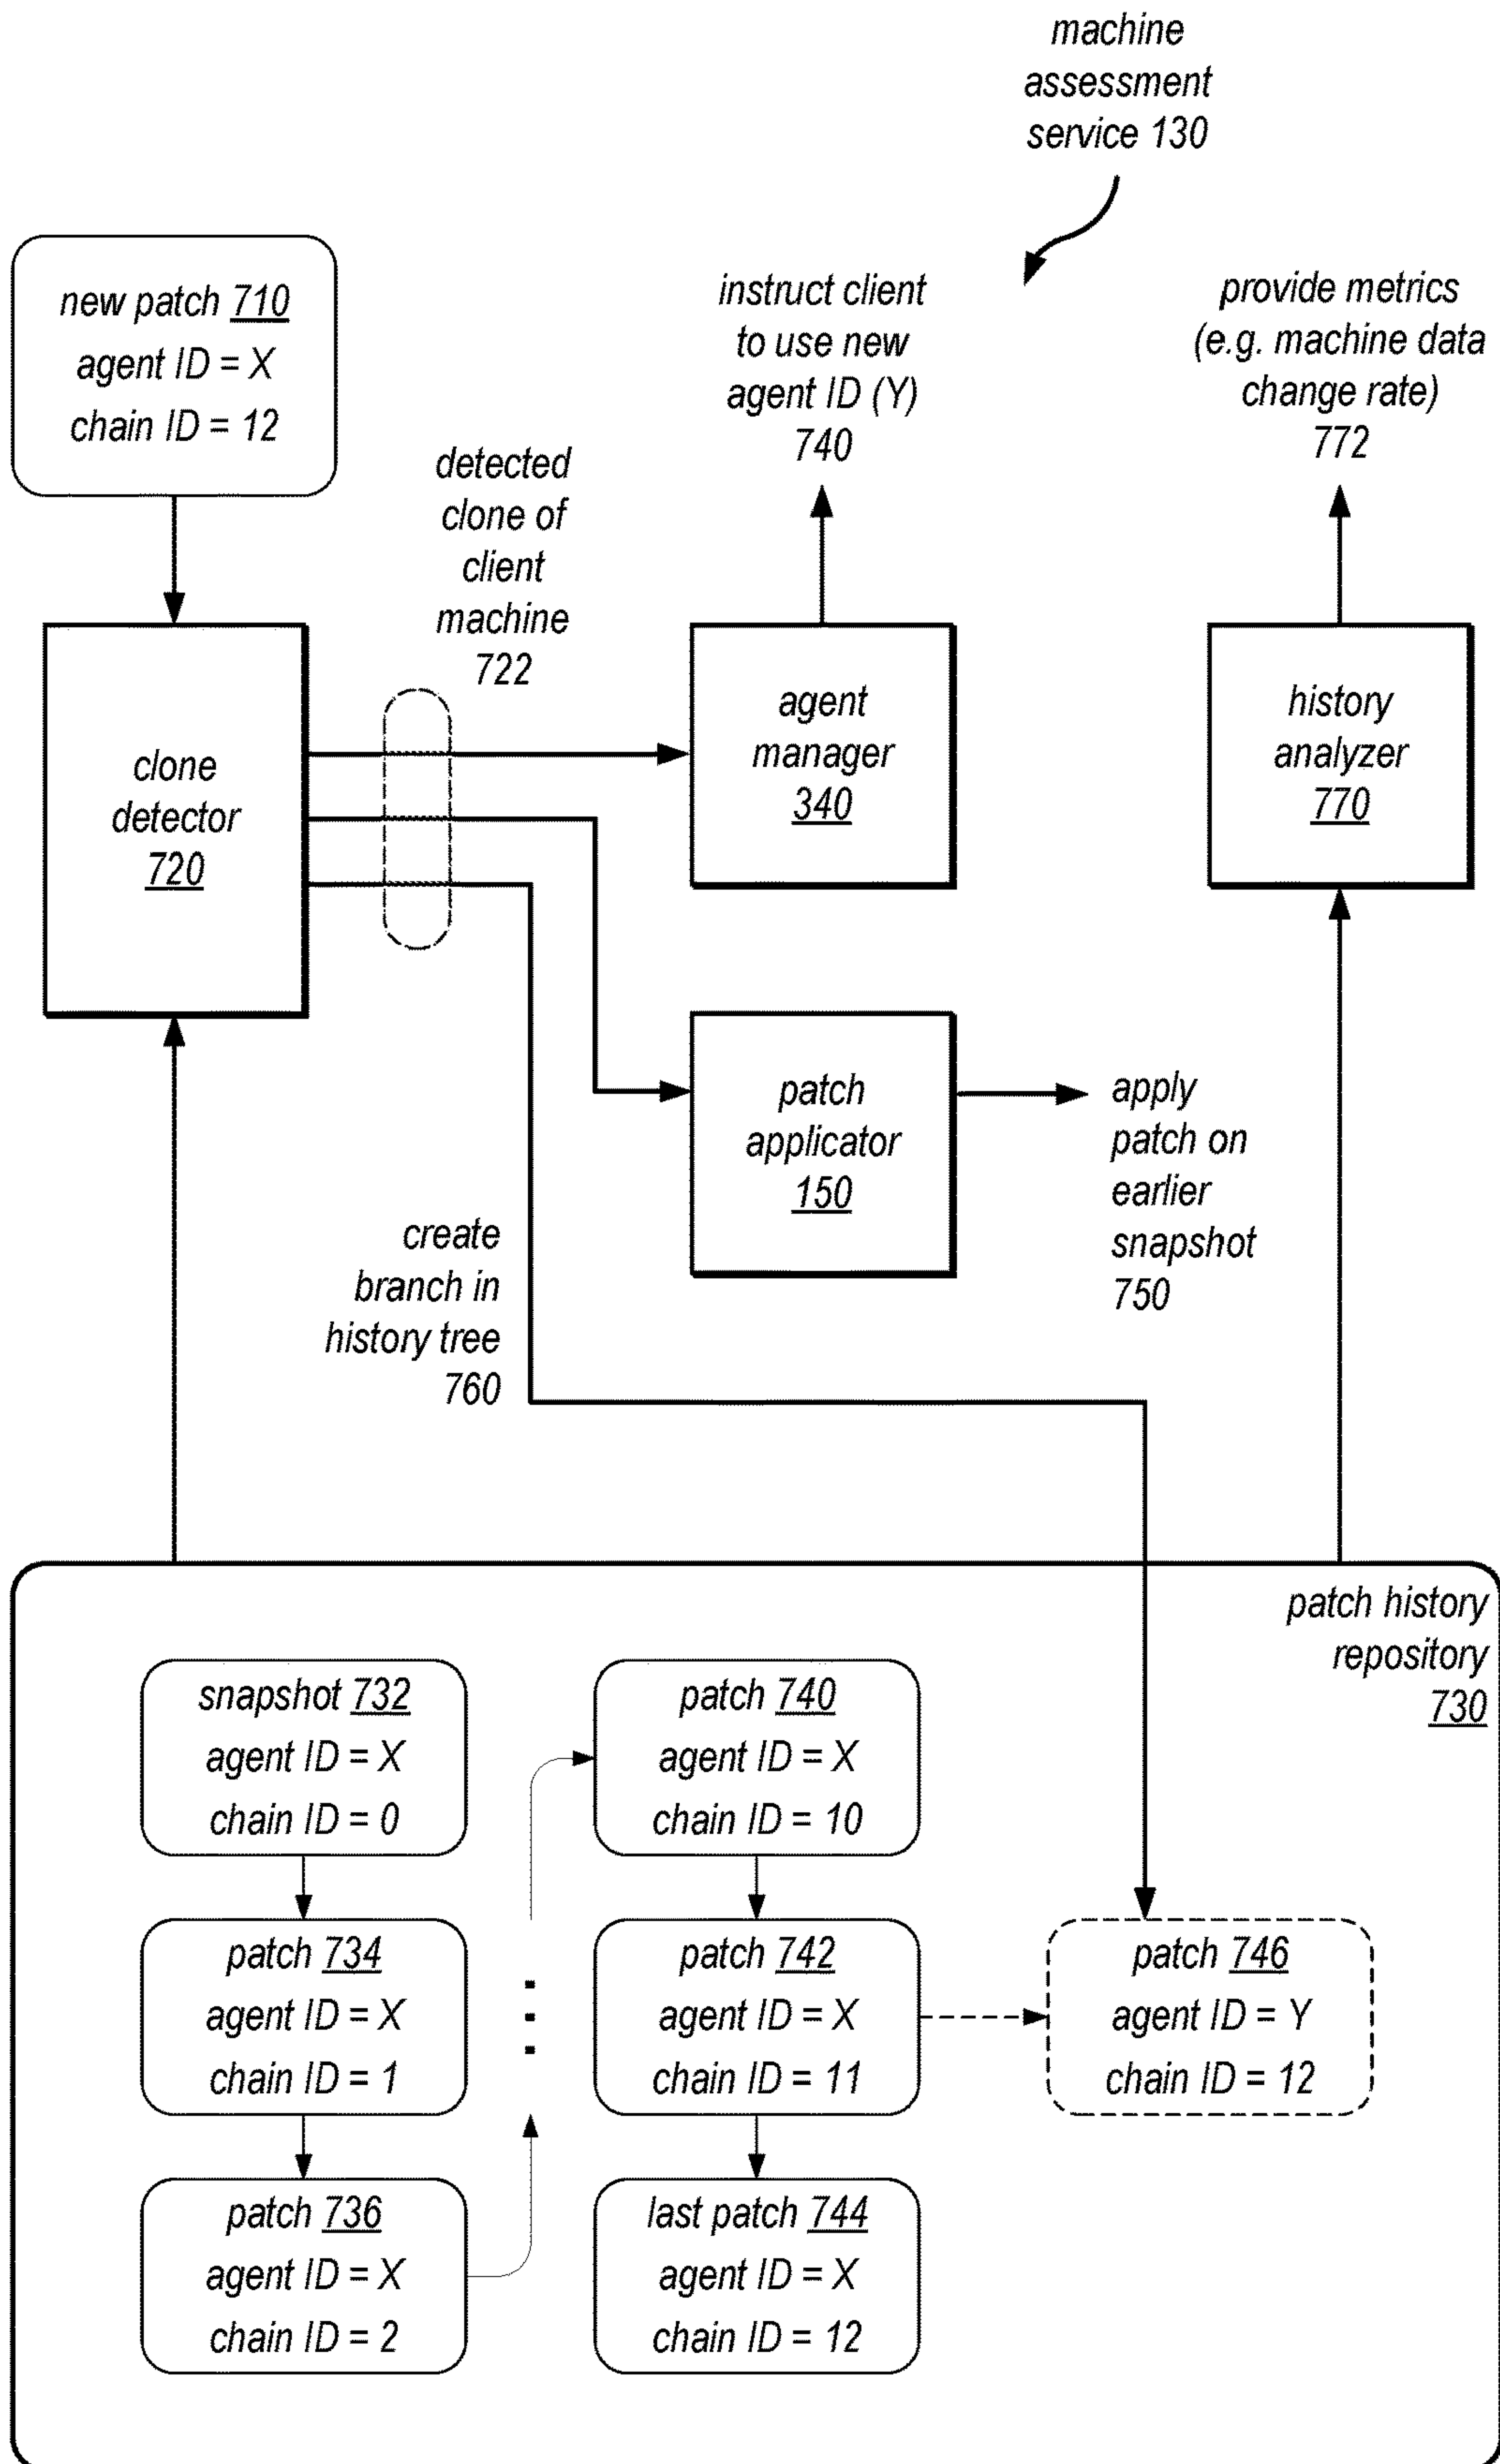 machine
assessment
service 130
new patch 710
agent ID = X
chain ID = 12
detected
clone of
client
machine
722
instruct client
to use new
agent ID (Y)
740
provide metrics
(e.g. machine data
change rate)
772
clone
detector
720
agent
manager
340
history
analyzer
770
patch
applicator
150
apply
patch on
earlier
snapshot
750
create
branch in
history tree
760
patch history
repository
730
snapshot 732
agent ID = X
chain ID = 0
patch 734
agent ID = X
chain ID = 1
patch 736
agent ID = X
chain ID = 2
patch 740
agent ID = X
chain ID = 10
patch 742
agent ID = X
chain ID = 11
last patch 744
agent ID = X
chain ID = 12
patch 746
agent ID = Y
chain ID = 12